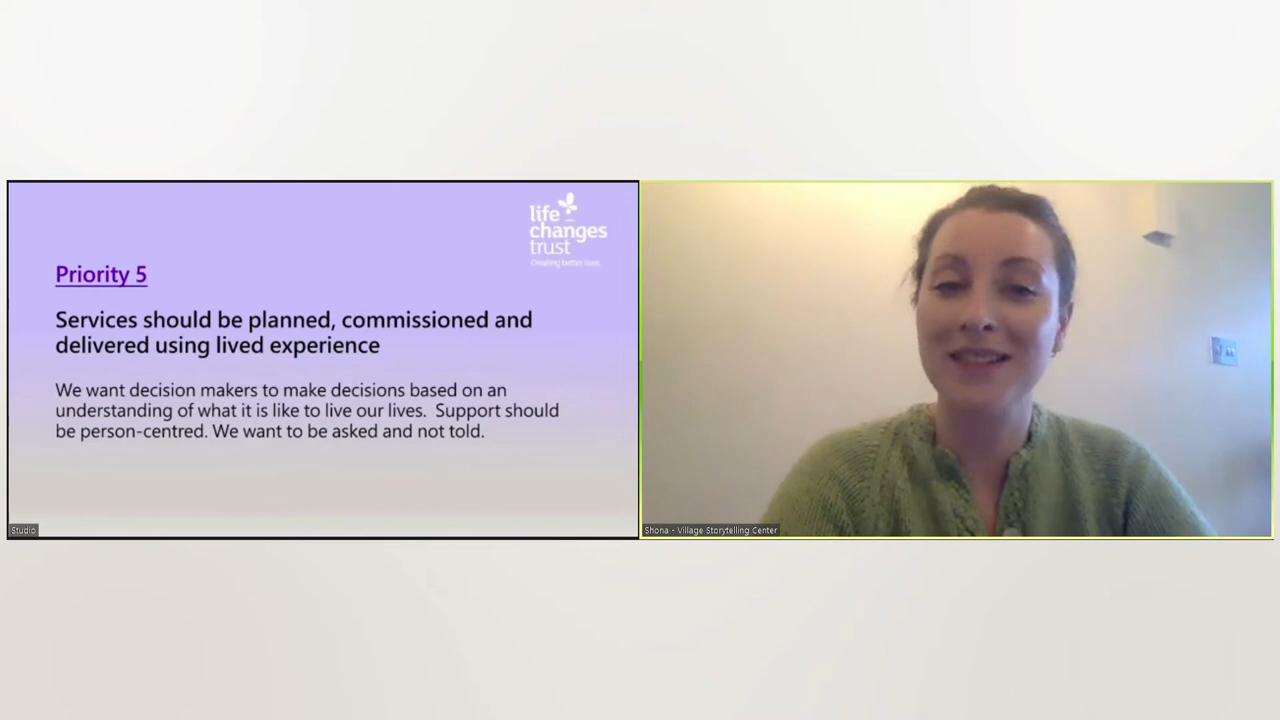 life
changes
trust
Creating better lives.
Priority 5
Services should be planned, commissioned and
delivered using lived experience
We want decision makers to make decisions based on an
understanding of what it is like to live our lives.  Support should
be person-centred. We want to be asked and not told.
Studio
Shona - Village Storytelling Center